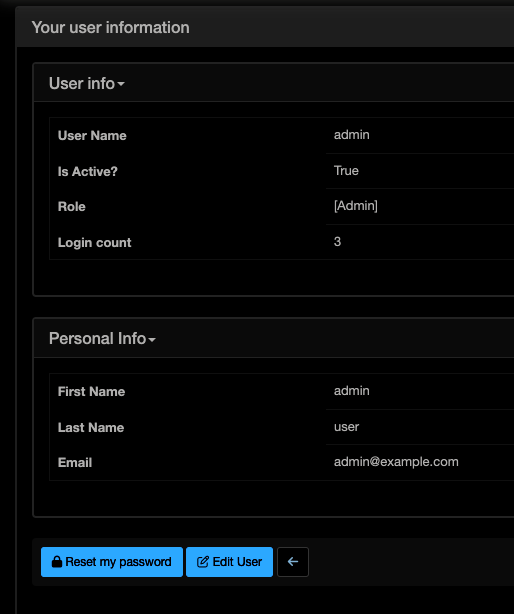 Your user information
User info
User Name admin
Is Active? True
Role [Admin]
Login count 3
Personal Info
First Name admin
Last Name user
Email admin@example.com
Reset my password Edit User